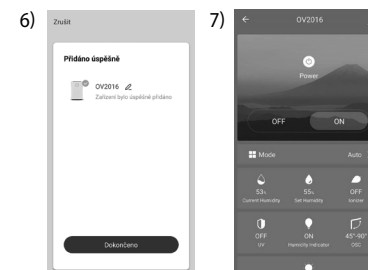 6)
Zrušit
Přidáno úspěšně
OV2016
Zařízení bylo úspěšně přidáno
Dokončeno
7)
OV2016
Power
OFF ON
Mode Auto
53% 55% OFF
Current Humidity Set Humidity Ionizer
OFF ON 45°-90°
UV Humidity Indicator OSC